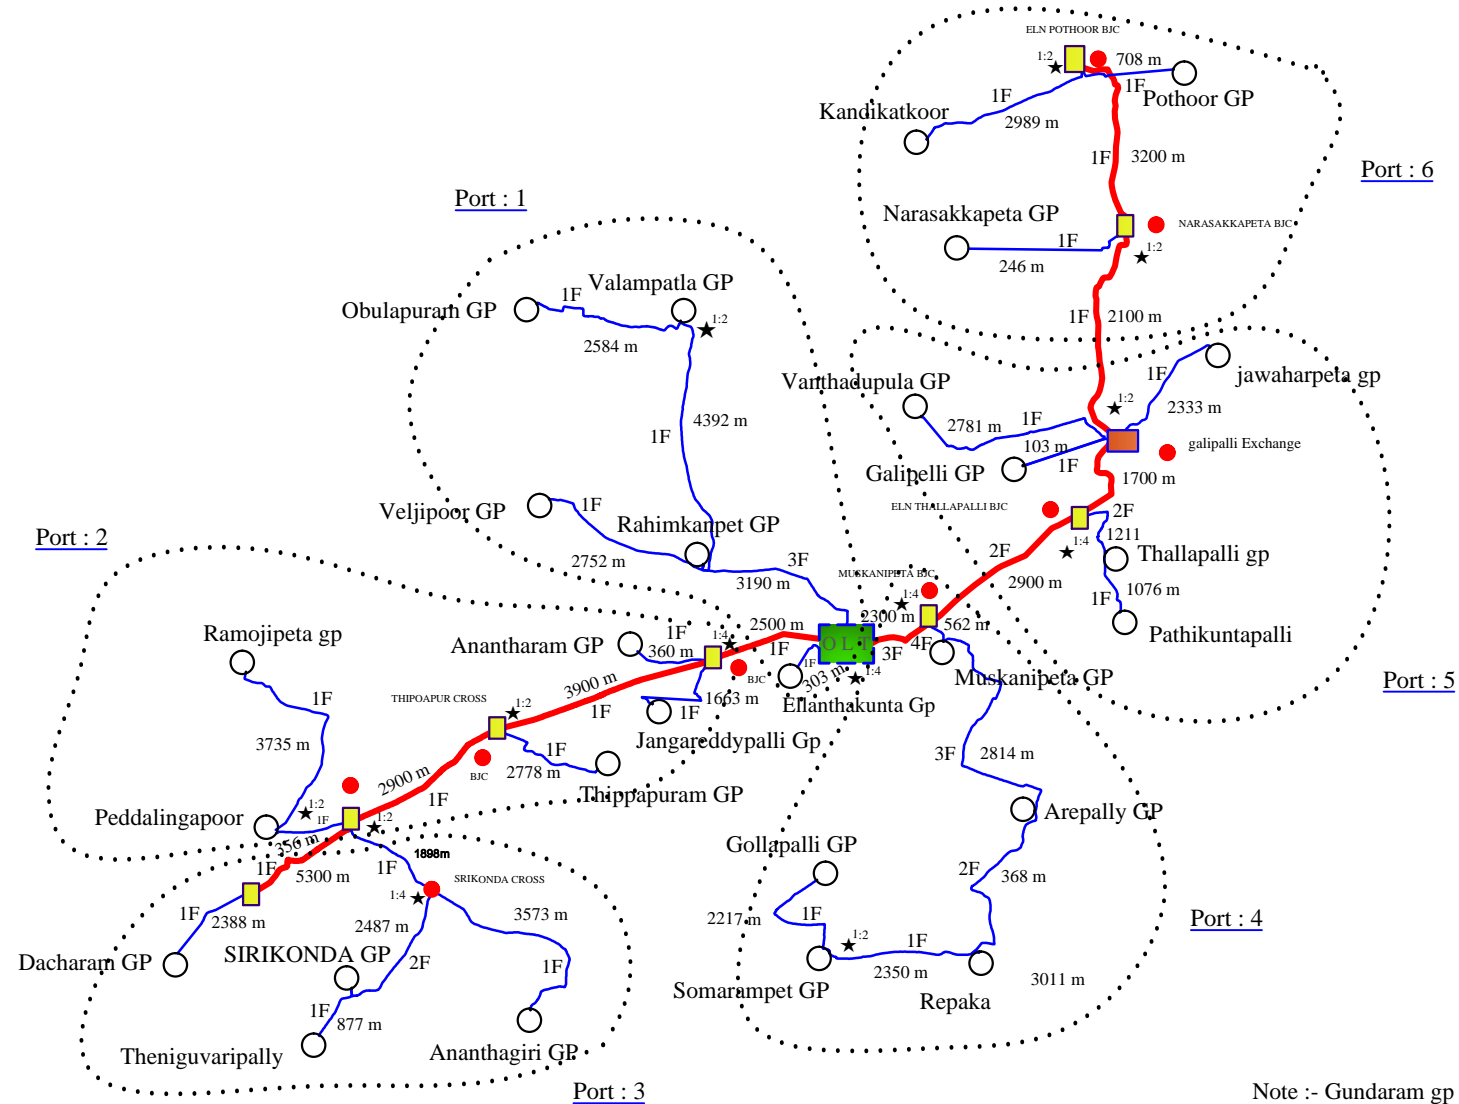 ELN POTHOOR BJC
1:2
708 m
1F
Pothoor GP
1F
Kandikatkoor
2989 m
1F
3200 m
Port : 6
Port : 1
Narasakkapeta GP
1F
NARASAKKAPETA BJC
1:2
246 m
Valampatla GP
1F
Obulapuram GP
1:2
2584 m
1F
2100 m
jawaharpeta gp
1F
Vanthadupula GP
1:2
2333 m
4392 m
1F
2781 m
1F
103 m
galipalli Exchange
Galipelli GP
1F
1700 m
Veljipoor GP
1F
Rahimkanpet GP
ELN THALLAPALLI BJC
2F
1211
Port : 2
2752 m
3190 m
3F
MUSKANIPETA BJC
2F
1:4
Thallapalli gp
2900 m
1076 m
1F
Pathikuntapalli
1:4
2300 m
562 m
2500 m
O L T
4F
3F
1F
1F
303 m
1:4
Ramojipeta gp
Anantharam GP
1F
1:4
360 m
BJC
Muskanipeta GP
Port : 5
Ellanthakunta Gp
3900 m
1663 m
THIPOAPUR CROSS
1F
1F
1F
1:2
Jangareddypalli Gp
3735 m
1F
3F
2814 m
2900 m
BJC
2778 m
Thippapuram GP
1F
Peddalingapoor
1:2
1F
1:2
Arepally GP
356 m
1898m
Gollapalli GP
1F
5300 m
1F
SRIKONDA CROSS
2F
368 m
1:4
1F
2388 m
2487 m
3573 m
2217 m
1F
Port : 4
1:2
1F
Dacharam GP
SIRIKONDA GP
2F
1F
2350 m
Somarampet GP
Repaka
3011 m
1F
877 m
Theniguvaripally
Ananthagiri GP
Port : 3
Note :- Gundaram gp